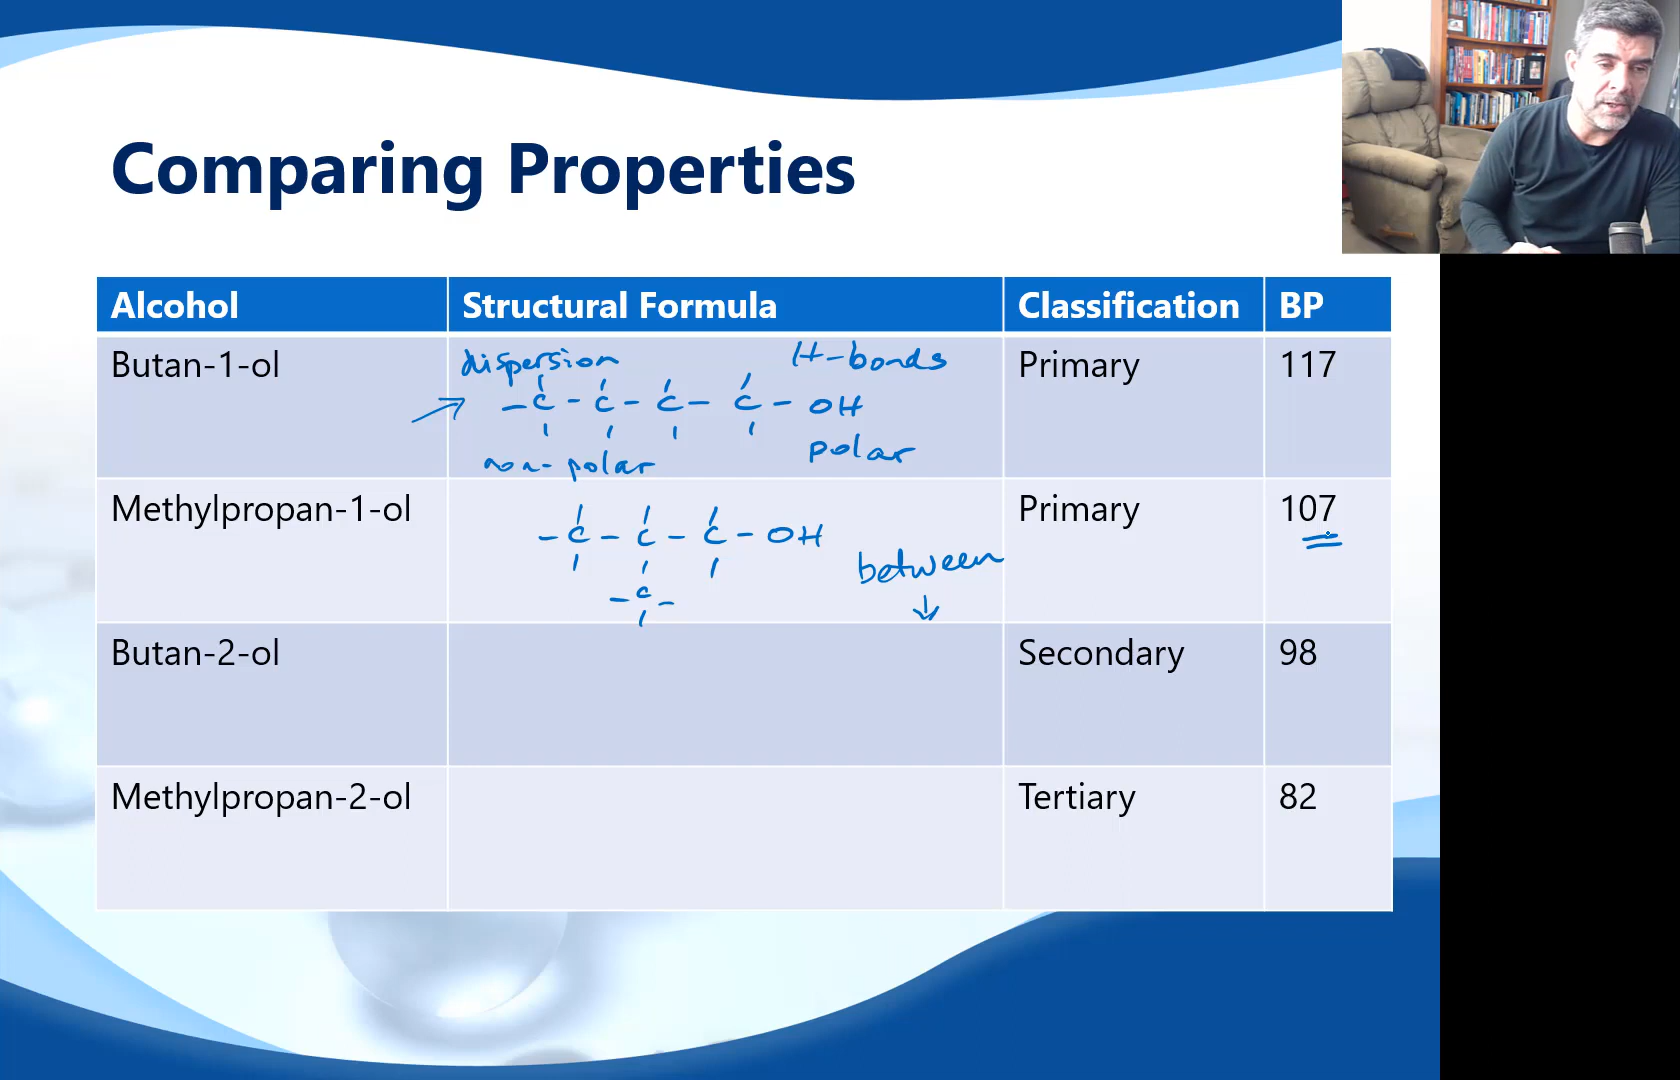 Comparing Properties
Alcohol Structural Formula Classification BP
Butan-1-ol dispersion H-bonds Primary 117
- C - C - C - C - OH
non-polar polar
Methylpropan-1-ol Primary 107
- C - C - C - OH
between
- C -
↓
Butan-2-ol Secondary 98
Methylpropan-2-ol Tertiary 82